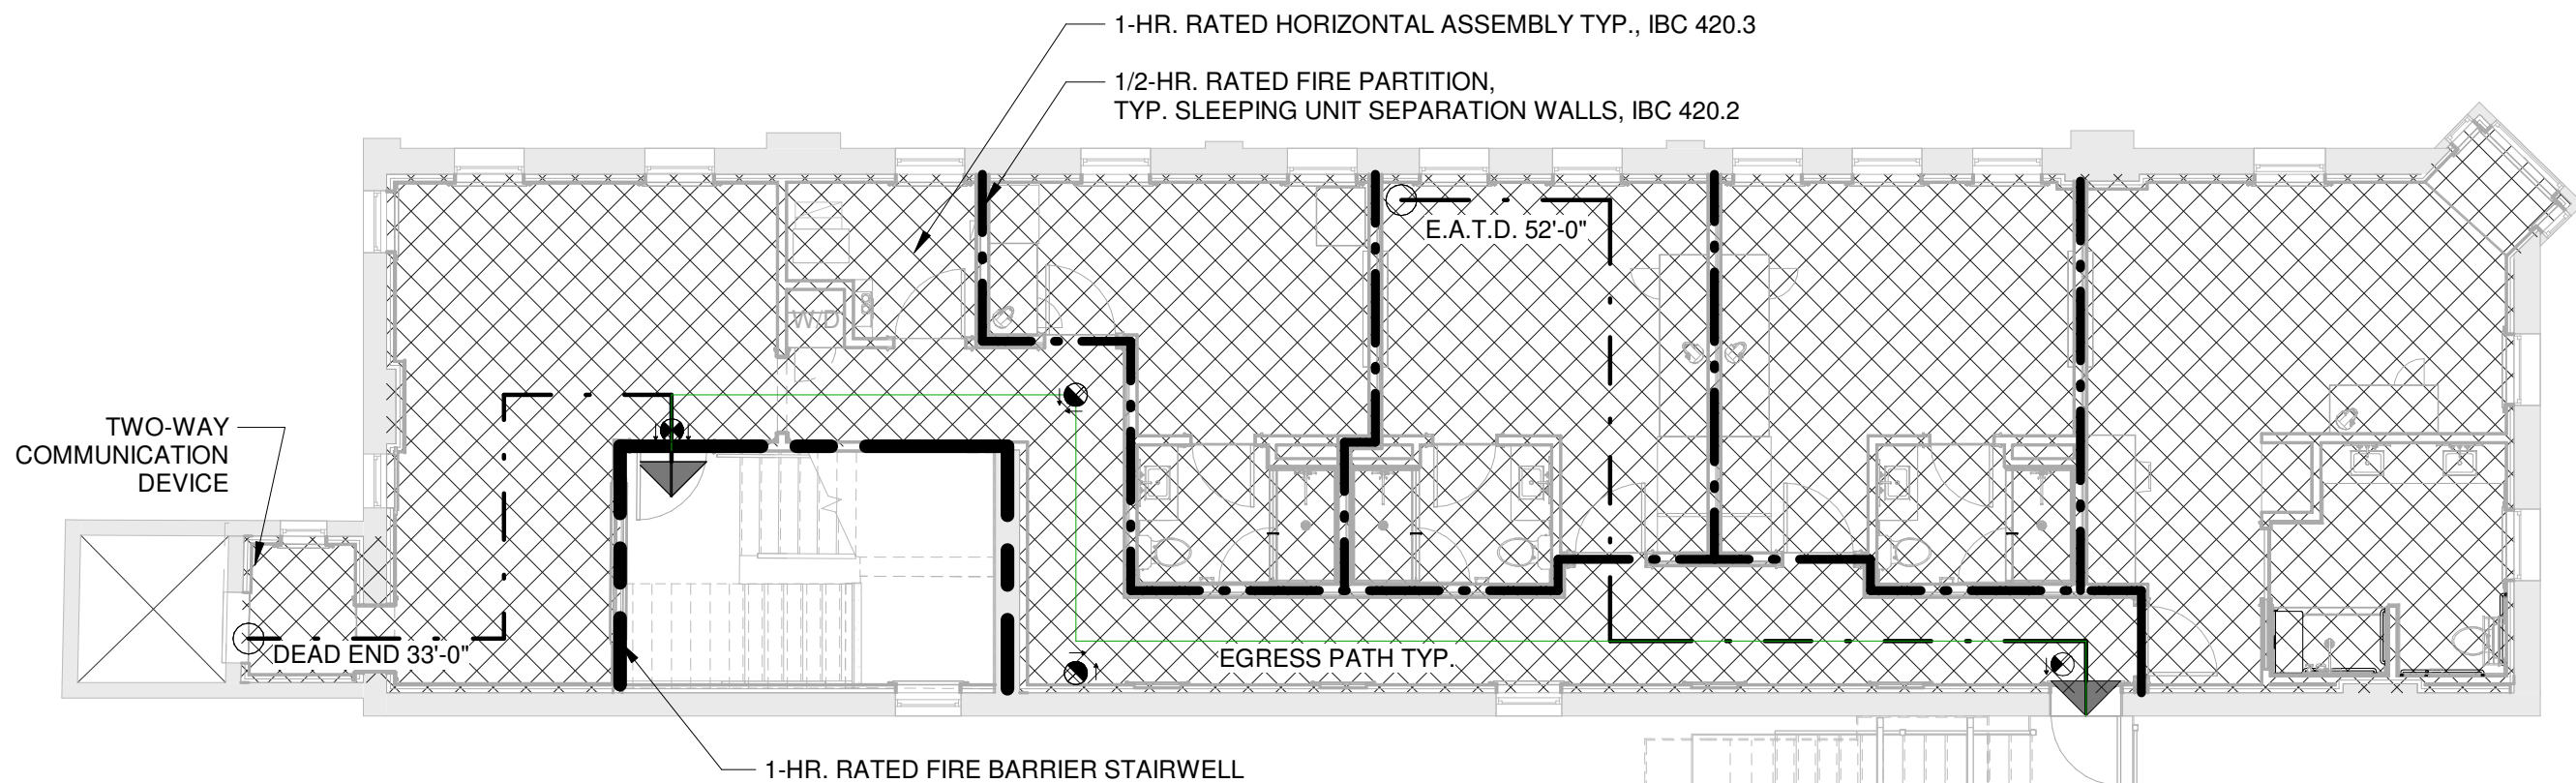 1-HR. RATED HORIZONTAL ASSEMBLY TYP., IBC 420.3
1/2-HR. RATED FIRE PARTITION,
TYP. SLEEPING UNIT SEPARATION WALLS, IBC 420.2
E.A.T.D. 52'-0"
W/D
TWO-WAY
COMMUNICATION
DEVICE
DEAD END 33'-0"
EGRESS PATH TYP.
1-HR. RATED FIRE BARRIER STAIRWELL